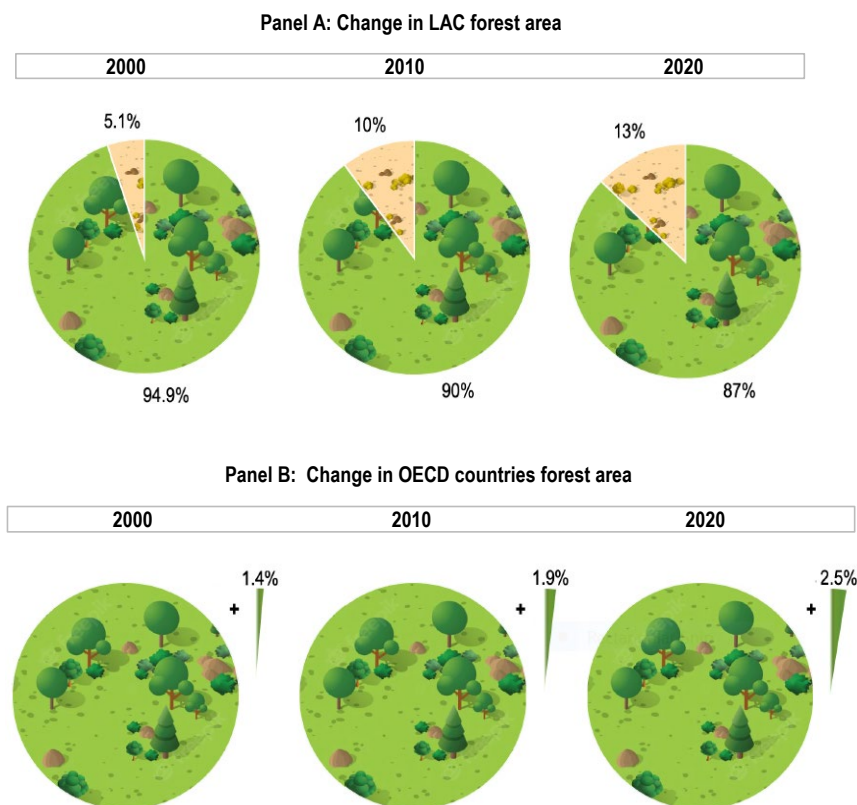 Panel A: Change in LAC forest area
2000 2010 2020
5.1% 10% 13%
94.9% 90% 87%
Panel B: Change in OECD countries forest area
2000 2010 2020
1.4% 1.9% 2.5%
+ + +